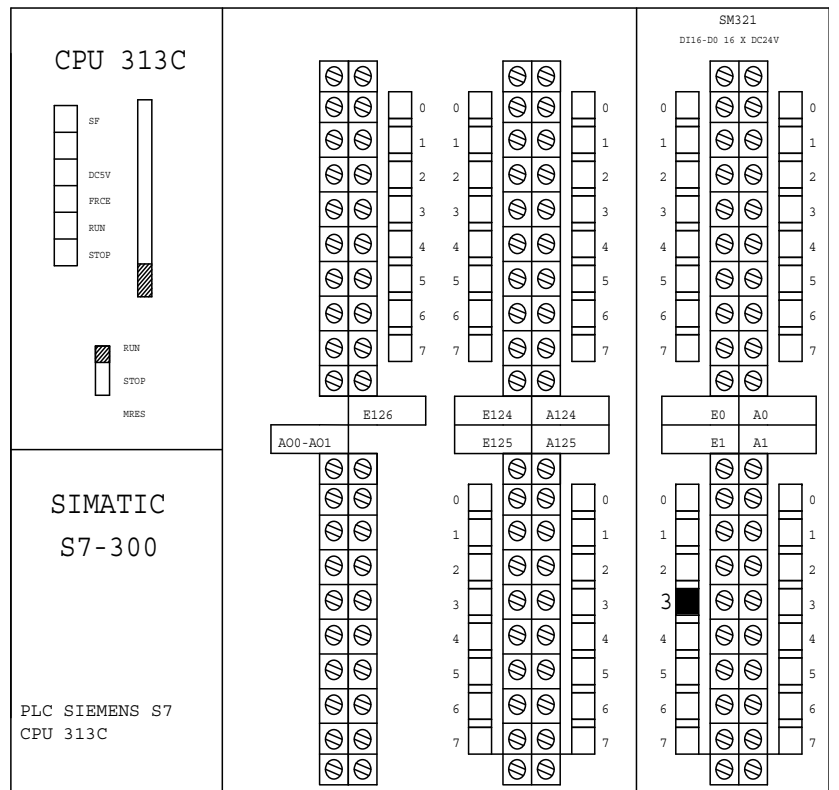 SM321
DI16-D0 16 X DC24V
CPU 313C
SF
DC5V
FRCE
RUN
STOP
RUN
STOP
MRES
0 0 0 0 0
1 1 1 1 1
2 2 2 2 2
3 3 3 3 3
4 4 4 4 4
5 5 5 5 5
6 6 6 6 6
7 7 7 7 7
E126 E124 A124 E0 A0
AO0-AO1 E125 A125 E1 A1
SIMATIC
S7-300
0 0 0 0
1 1 1 1
2 2 2 2
3 3 3 3
4 4 4 4
5 5 5 5
6 6 6 6
7 7 7 7
PLC SIEMENS S7
CPU 313C